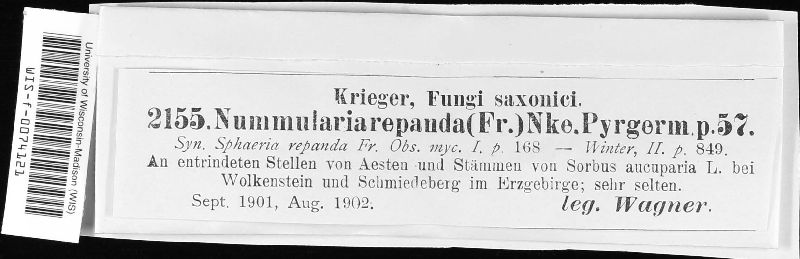 University of Wisconsin-Madison (WIS)
WIS-f-0074121
Krieger, Fungi saxonici.
2155. Nummularia repanda (Fr.) Nke. Pyrgerm. p. 57.
Syn. Sphaeria repanda Fr. Obs. myc. I. p. 168 — Winter, II. p. 849.
An entrindeten Stellen von Aesten und Stämmen von Sorbus aucuparia L. bei
Wolkenstein und Schmiedeberg im Erzgebirge; sehr selten.
Sept. 1901, Aug. 1902. leg. Wagner.